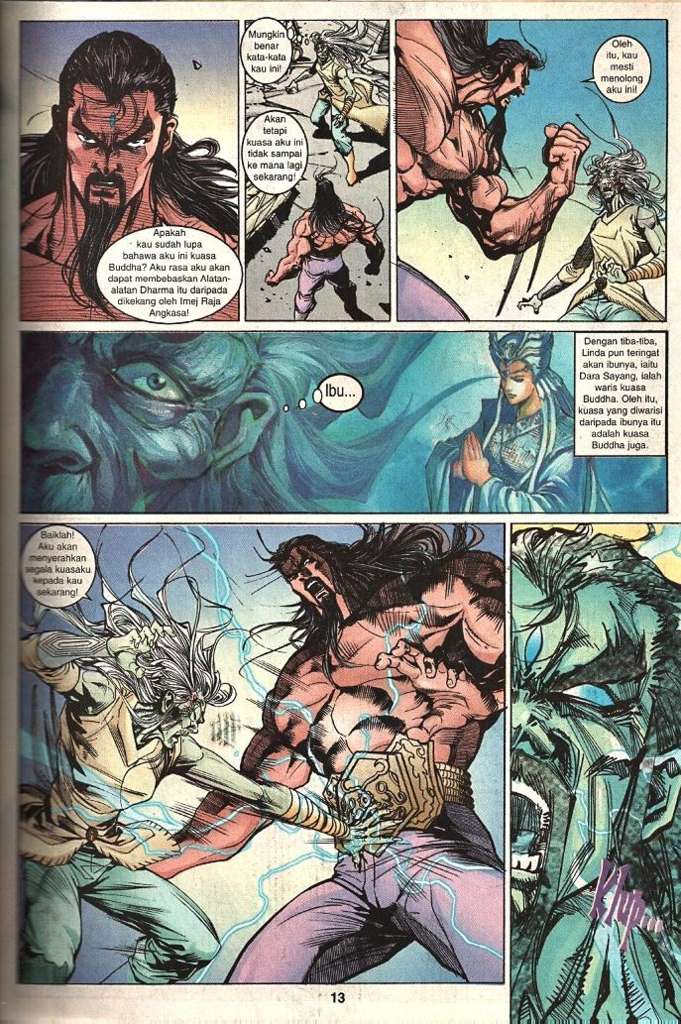 Apakah
kau sudah lupa
bahawa aku ini kuasa
Buddha? Aku rasa aku akan
dapat membebaskan Alatan-
alatan Dharma itu daripada
dikekang oleh Imej Raja
Angkasa!
Mungkin
benar
kata-kata
kau ini!
Akan
tetapi
kuasa aku ini
tidak sampai
ke mana lagi
sekarang!
Oleh
itu, kau
mesti
menolong
aku ini!
Dengan tiba-tiba,
Linda pun teringat
akan ibunya, iaitu
Dara Sayang, ialah
waris kuasa
Buddha. Oleh itu,
kuasa yang diwarisi
daripada ibunya itu
adalah kuasa
Buddha juga.
Ibu...
Baiklah!
Aku akan
menyerahkan
segala kuasaku
kepada kau
sekarang!
Klup...
13